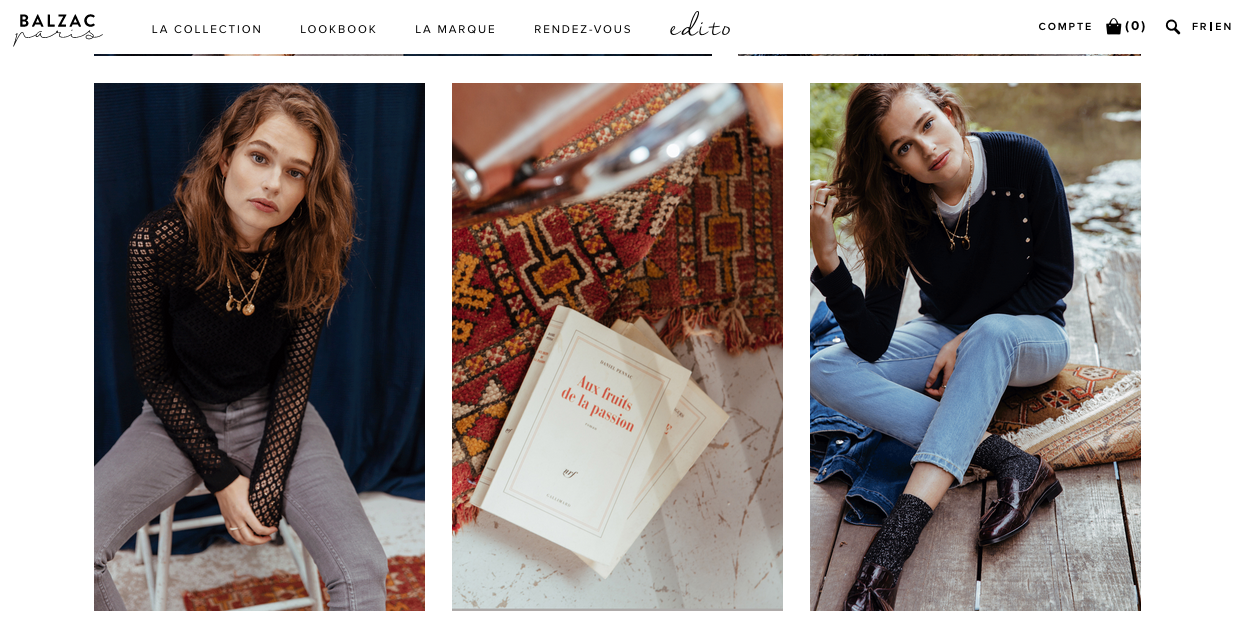 BALZAC
paris
LA COLLECTION
LOOKBOOK
LA MARQUE
RENDEZ-VOUS
edito
COMPTE
(0)
FR|EN
DANIEL PENNAC
Aux fruits
de la passion
roman
nrf
GALLIMARD